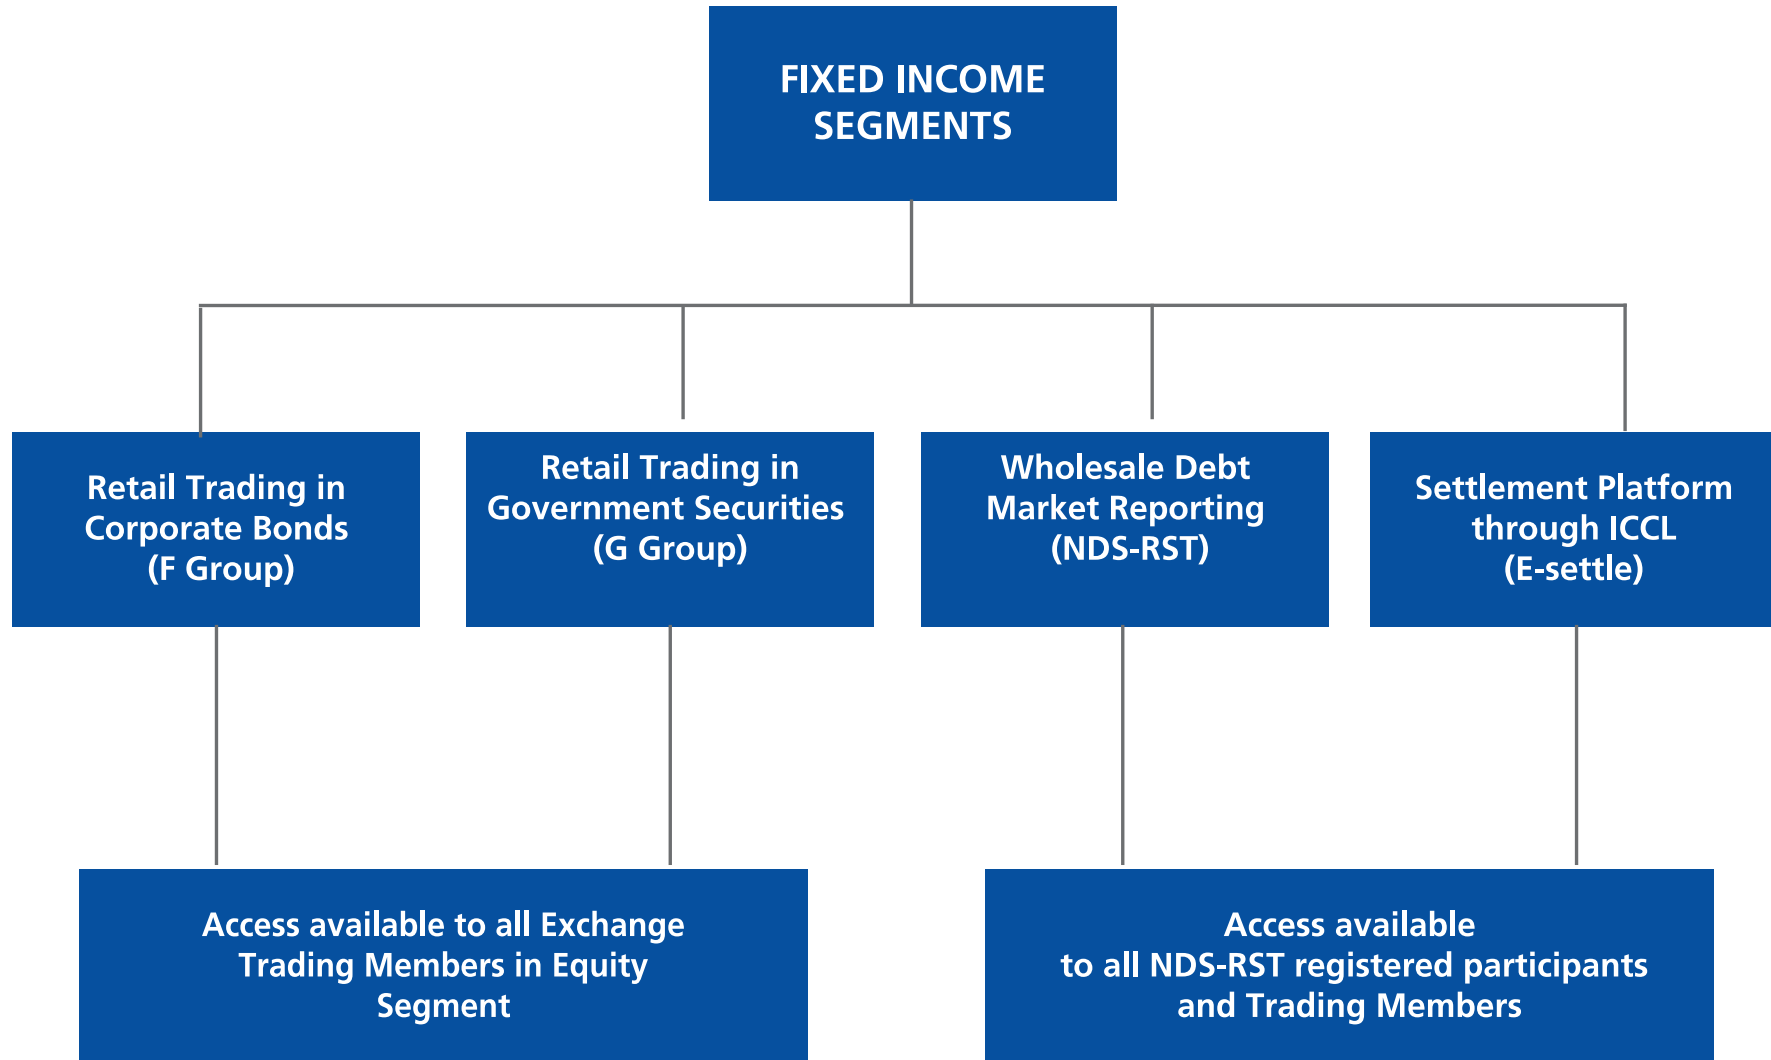 FIXED INCOME
SEGMENTS
Retail Trading in
Corporate Bonds
(F Group)
Retail Trading in
Government Securities
(G Group)
Wholesale Debt
Market Reporting
(NDS-RST)
Settlement Platform
through ICCL
(E-settle)
Access available to all Exchange
Trading Members in Equity
Segment
Access available
to all NDS-RST registered participants
and Trading Members